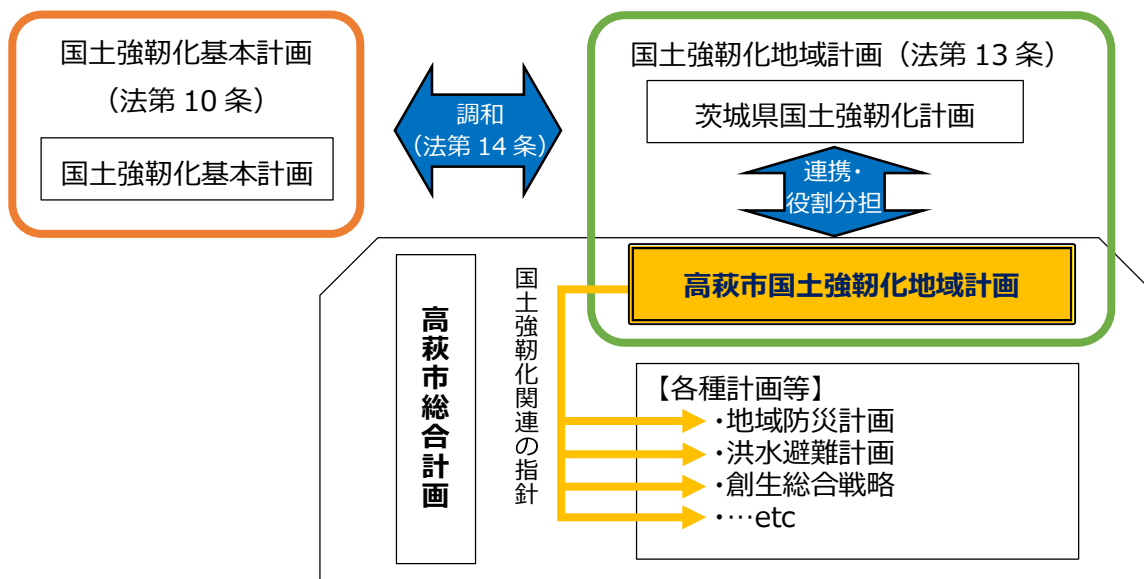 国土強靭化基本計画
（法第 10 条）
国土強靭化基本計画
調和
（法第 14 条）
国土強靭化地域計画（法第 13 条）
茨城県国土強靭化計画
連携・
役割分担
高萩市国土強靭化地域計画
高萩市総合計画
国土強靭化関連の指針
【各種計画等】
・地域防災計画
・洪水避難計画
・創生総合戦略
・…etc